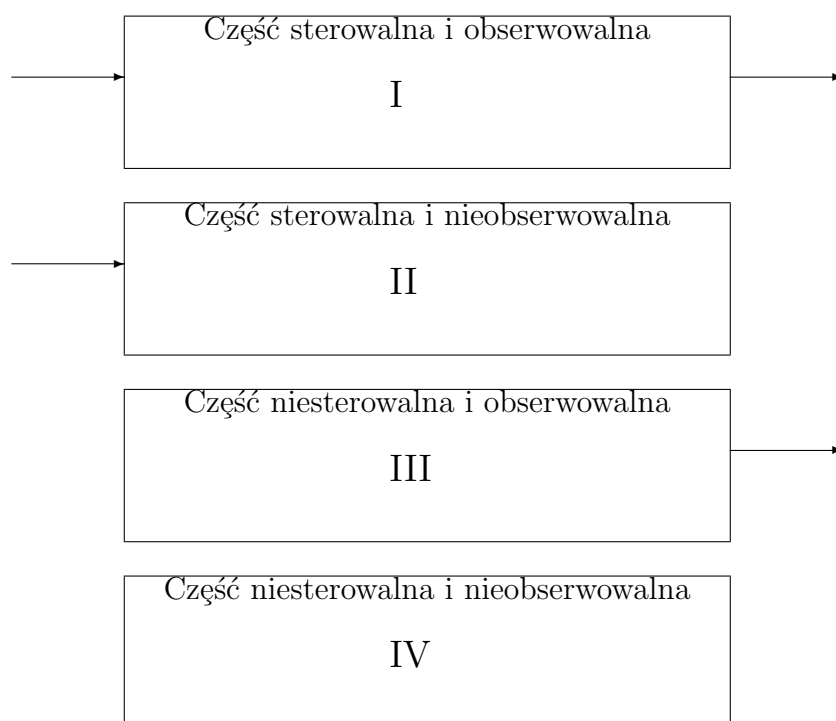 Część sterowalna i obserwowalna
I
Część sterowalna i nieobserwowalna
II
Część niesterowalna i obserwowalna
III
Część niesterowalna i nieobserwowalna
IV